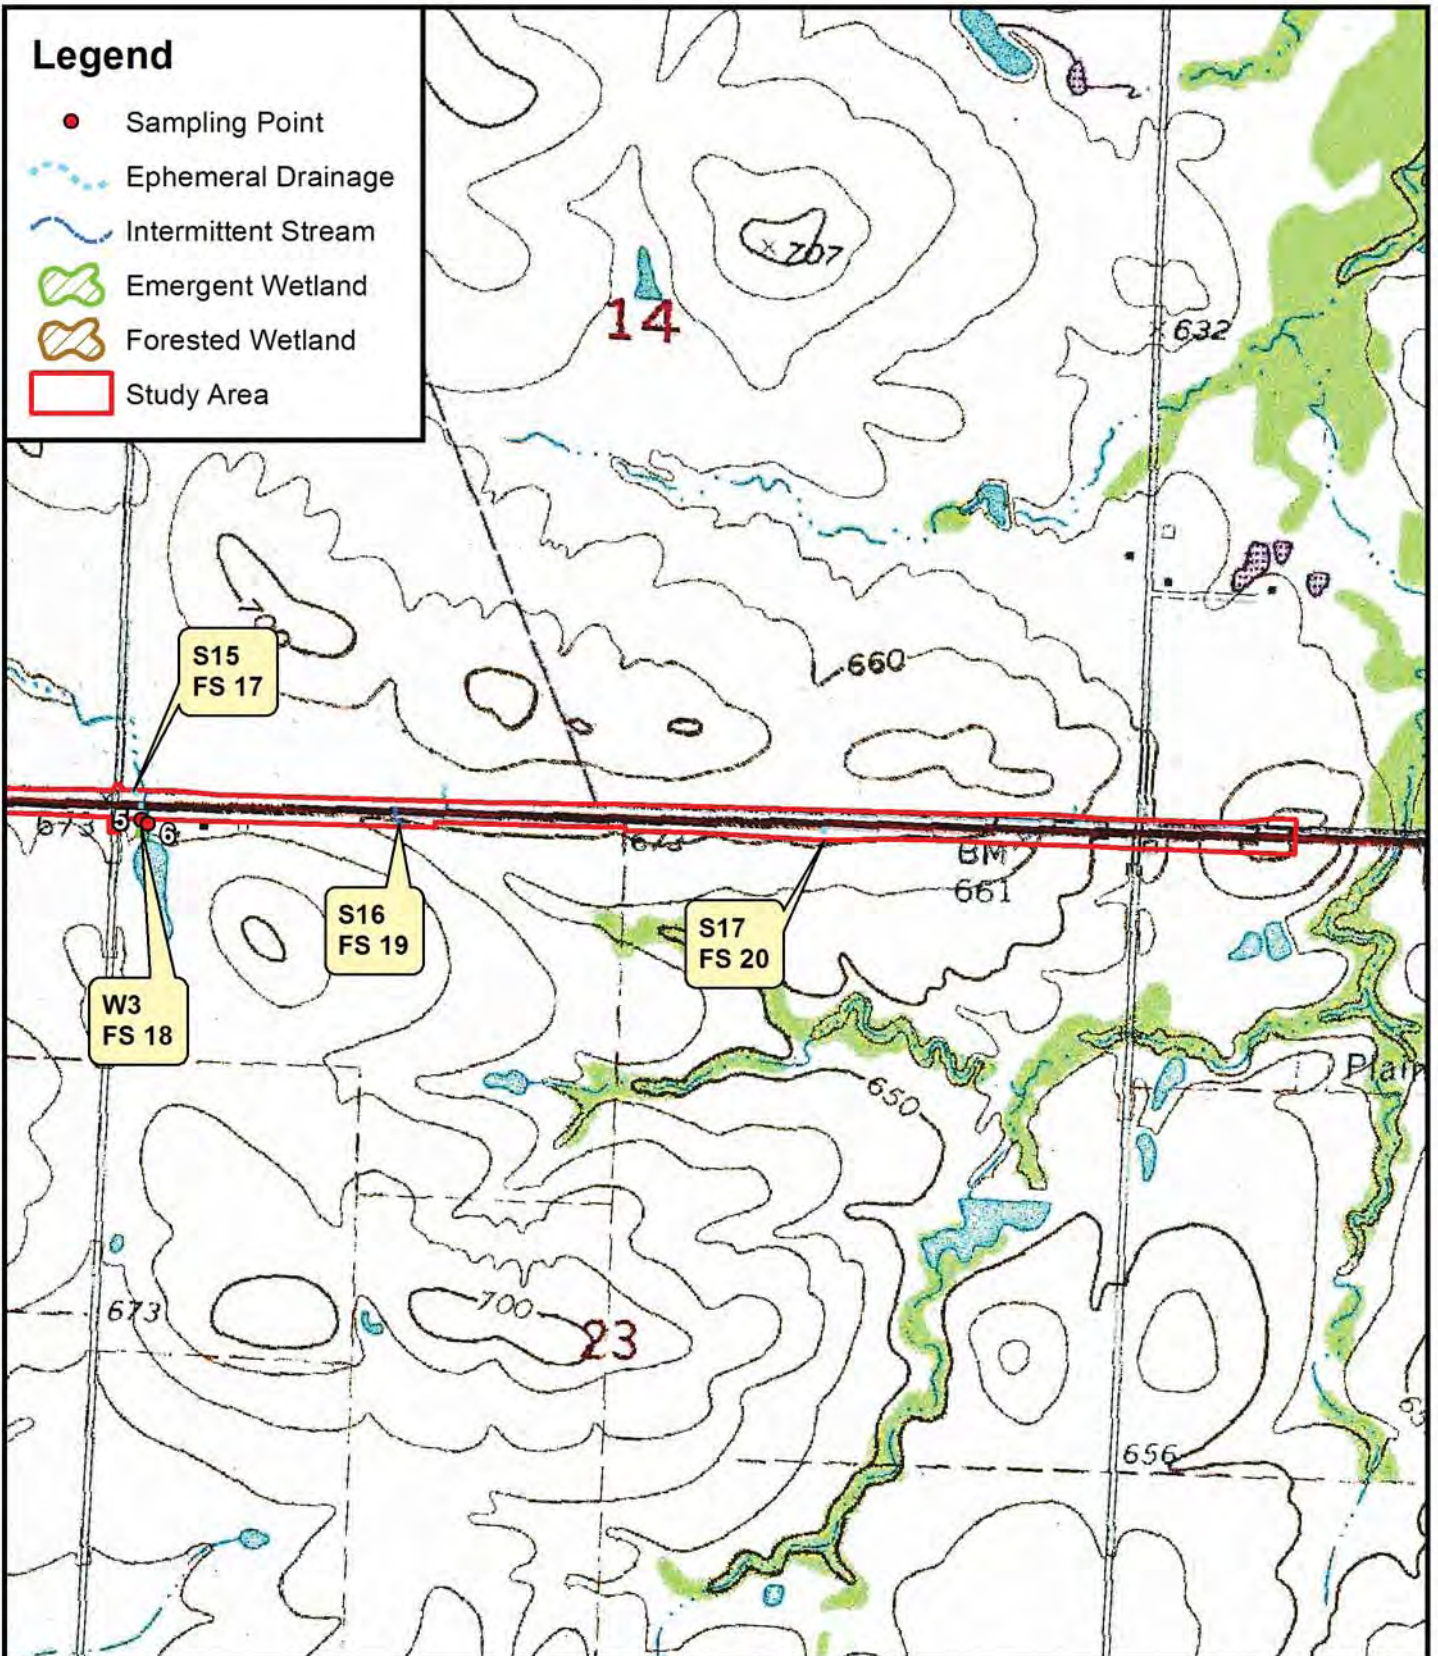 Legend
Sampling Point
Ephemeral Drainage
Intermittent Stream
Emergent Wetland
Forested Wetland
Study Area
707
14
632
660
S15
FS 17
673
5
6
BM
661
S16
FS 19
S17
FS 20
W3
FS 18
650
Plain
673
700
23
656